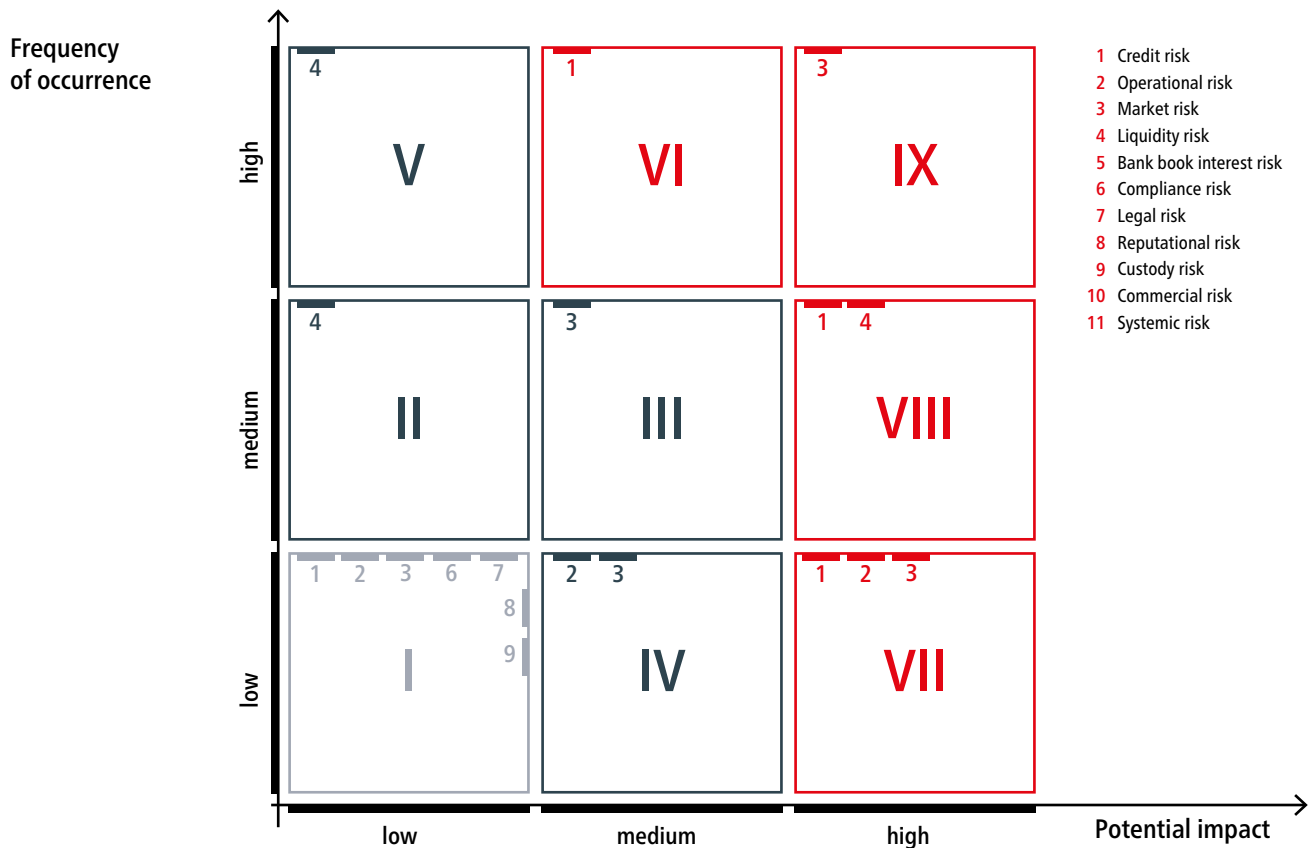 Frequency
of occurrence
high
medium
low
4
V
1
VI
3
IX
4
II
3
III
1 4
VIII
1 2 3 6 7
8
9
I
2 3
IV
1 2 3
VII
low medium high
Potential impact
1 Credit risk
2 Operational risk
3 Market risk
4 Liquidity risk
5 Bank book interest risk
6 Compliance risk
7 Legal risk
8 Reputational risk
9 Custody risk
10 Commercial risk
11 Systemic risk